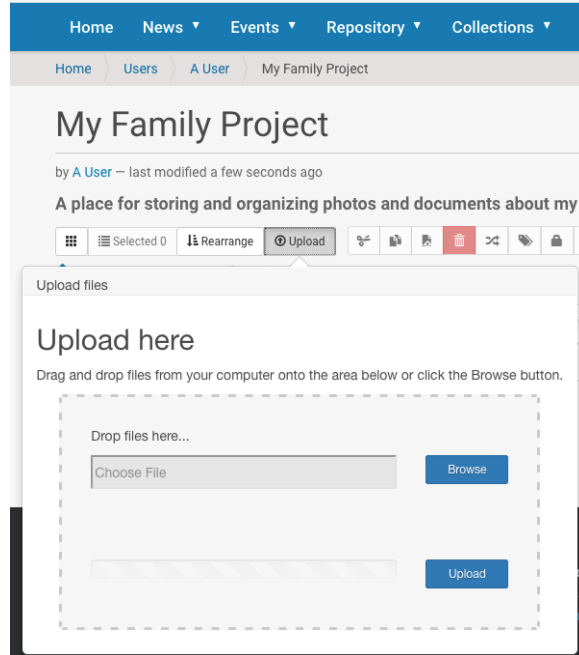 Home News ▼ Events ▼ Repository ▼ Collections ▼
Home Users A User My Family Project
My Family Project
by A User — last modified a few seconds ago
A place for storing and organizing photos and documents about my
Selected 0 Rearrange Upload
Upload files
Upload here
Drag and drop files from your computer onto the area below or click the Browse button.
Drop files here...
Choose File Browse
Upload